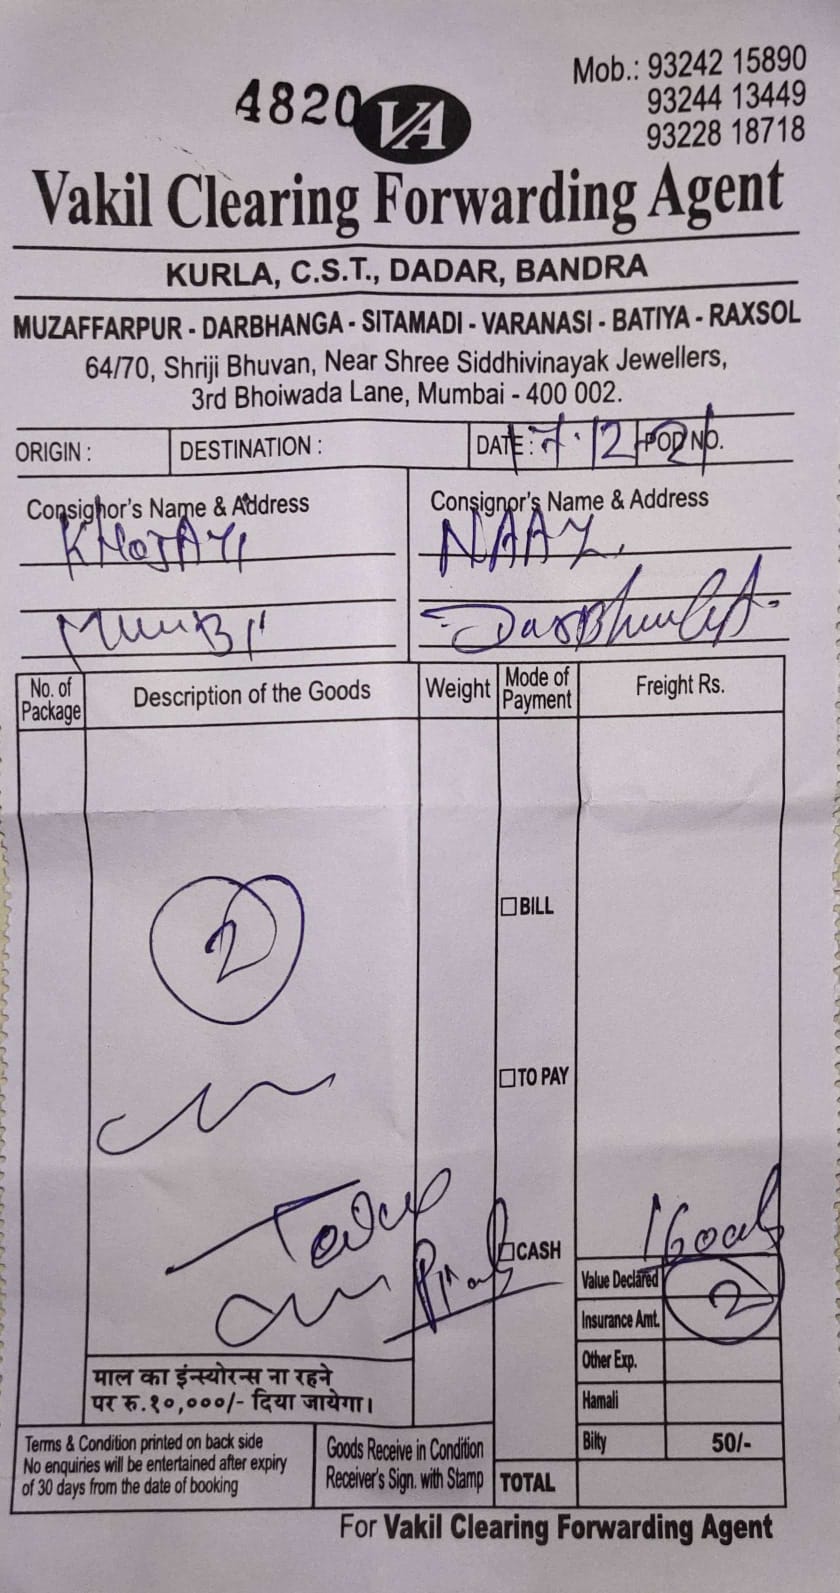 Mob.: 93242 15890
93244 13449
93228 18718
4820 VA
Vakil Clearing Forwarding Agent
KURLA, C.S.T., DADAR, BANDRA
MUZAFFARPUR - DARBHANGA - SITAMADI - VARANASI - BATIYA - RAXSOL
64/70, Shriji Bhuvan, Near Shree Siddhivinayak Jewellers,
3rd Bhoiwada Lane, Mumbai - 400 002.
ORIGIN : DESTINATION : DATE : 17.12.21 POD NO.
Consighor's Name & Address Consignor's Name & Address
NAAZ
No. of Package Description of the Goods Weight Mode of Payment Freight Rs.
2
BILL
TO PAY
CASH
Value Declared 2
Insurance Amt.
Other Exp.
Hamali
Bilty 50/-
TOTAL
माल का इंस्योरन्स ना रहने
पर रु.१०,०००/- दिया जायेगा।
Terms & Condition printed on back side
No enquiries will be entertained after expiry
of 30 days from the date of booking
Goods Receive in Condition
Receiver's Sign. with Stamp
For Vakil Clearing Forwarding Agent